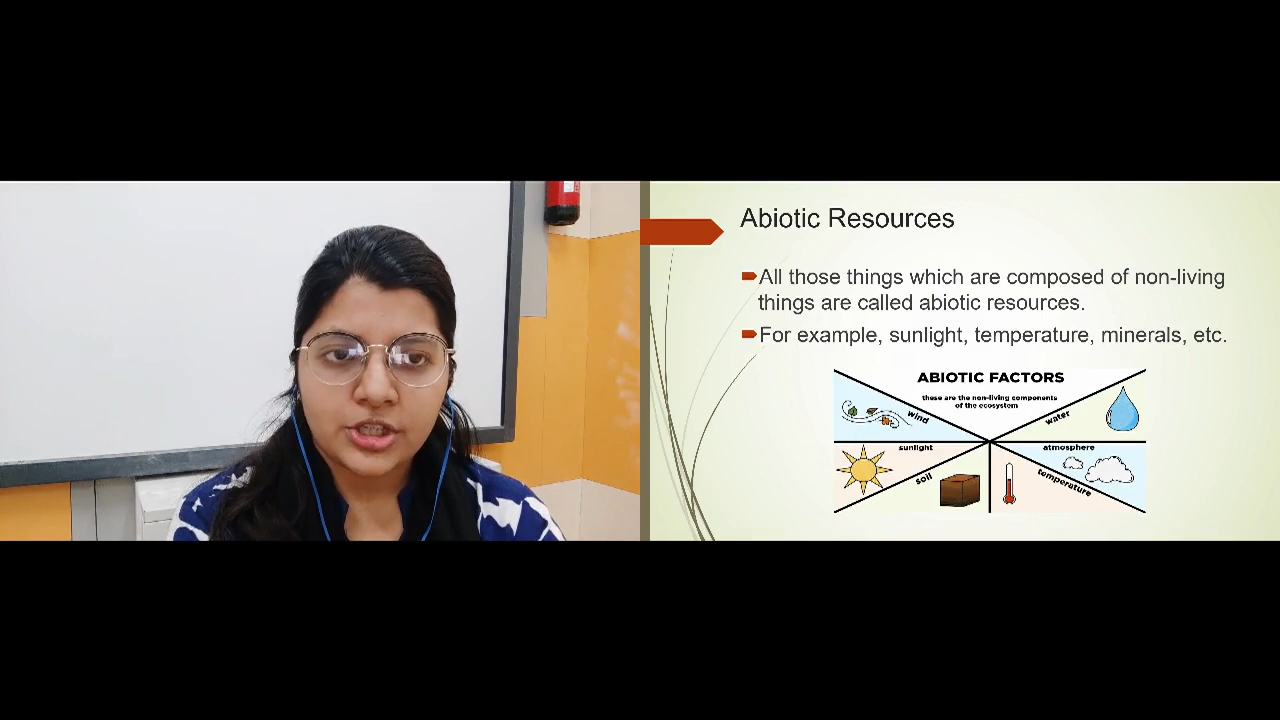 Abiotic Resources
All those things which are composed of non-living
things are called abiotic resources.
For example, sunlight, temperature, minerals, etc.
ABIOTIC FACTORS
these are the non-living components
of the ecosystem
wind
water
sunlight
atmosphere
soil
temperature